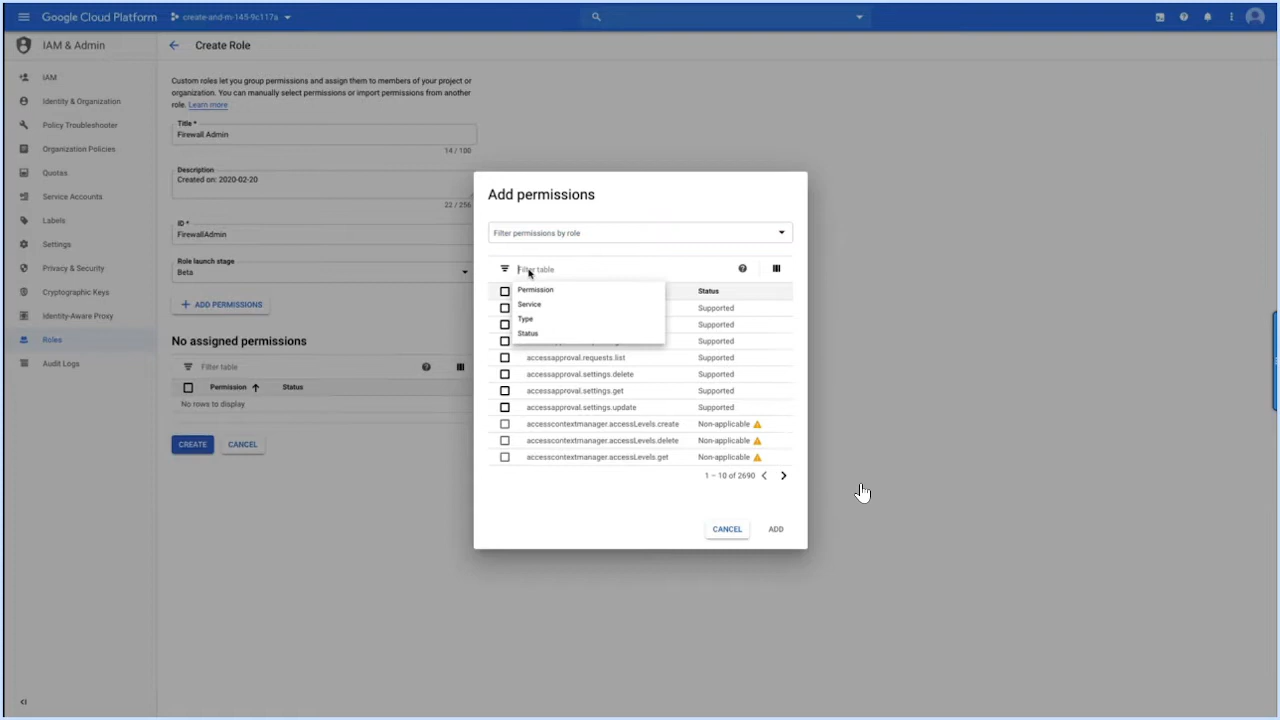 Google Cloud Platform
create-and-m-145-9c117a
IAM & Admin
Create Role
IAM
Identity & Organization
Policy Troubleshooter
Organization Policies
Quotas
Service Accounts
Labels
Settings
Privacy & Security
Cryptographic Keys
Identity-Aware Proxy
Roles
Audit Logs
Custom roles let you group permissions and assign them to members of your project or
organization. You can manually select permissions or import permissions from another
role. Learn more
Title *
Firewall Admin
14 / 100
Description
Created on: 2020-02-20
22 / 256
ID *
FirewallAdmin
Role launch stage
Beta
ADD PERMISSIONS
No assigned permissions
Filter table
Permission Status
No rows to display
CREATE CANCEL
Add permissions
Filter permissions by role
Filter table
Permission
Service
Type
Status
Status
Supported
Supported
Supported
accessapproval.requests.list Supported
accessapproval.settings.delete Supported
accessapproval.settings.get Supported
accessapproval.settings.update Supported
accesscontextmanager.accessLevels.create Non-applicable
accesscontextmanager.accessLevels.delete Non-applicable
accesscontextmanager.accessLevels.get Non-applicable
1 – 10 of 2690
CANCEL ADD